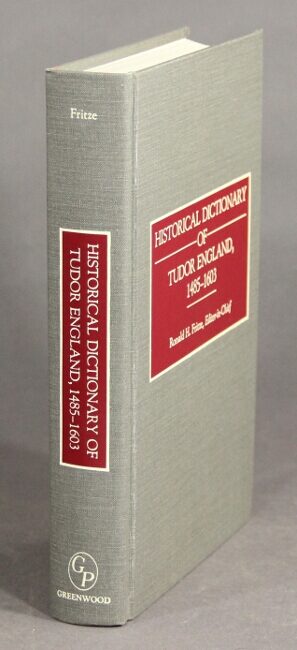 Fritze
HISTORICAL DICTIONARY OF
TUDOR ENGLAND, 1485–1603
GP
GREENWOOD
HISTORICAL DICTIONARY
OF
TUDOR ENGLAND,
1485–1603
Ronald H. Fritze, Editor-in-Chief